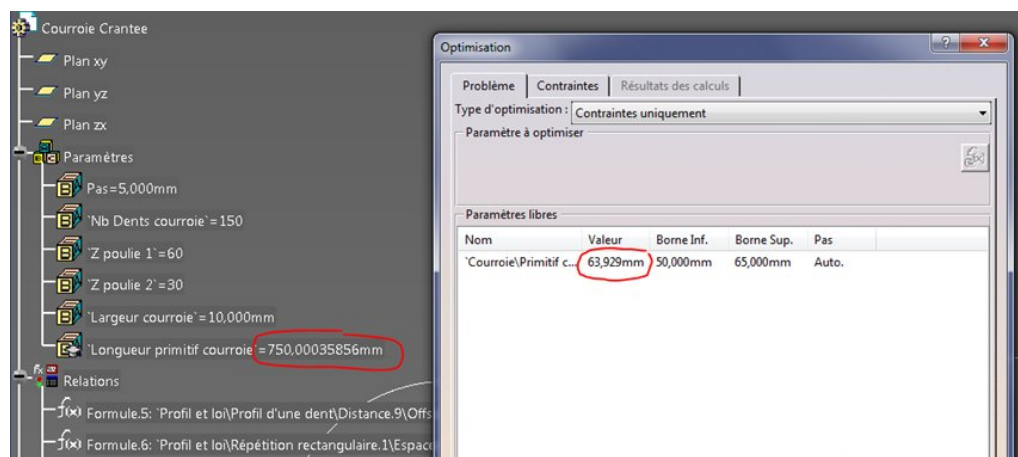 Courroie Crantee
Plan xy
Plan yz
Plan zx
Paramètres
Pas=5,000mm
`Nb Dents courroie`=150
`Z poulie 1`=60
`Z poulie 2`=30
`Largeur courroie`=10,000mm
`Longueur primitif courroie`=750,00035856mm
Relations
Formule.5: `Profil et loi\Profil d'une dent\Distance.9\Offs
Formule.6: `Profil et loi\Répétition rectangulaire.1\Espace
Optimisation
Problème Contraintes Résultats des calculs
Type d'optimisation : Contraintes uniquement
Paramètre à optimiser
Paramètres libres
Nom Valeur Borne Inf. Borne Sup. Pas
`Courroie\Primitif c... 63,929mm 50,000mm 65,000mm Auto.